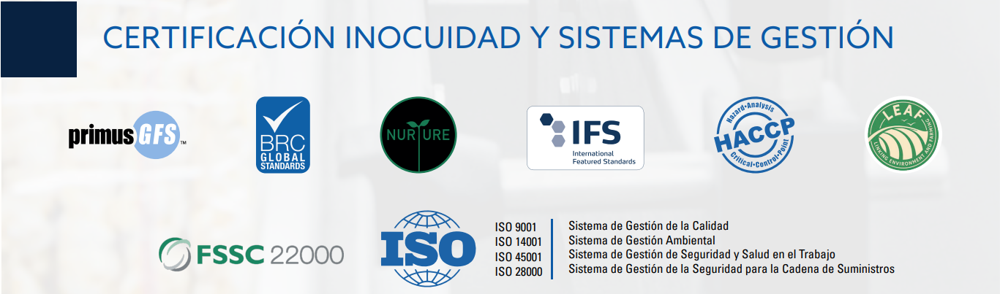 CERTIFICACIÓN INOCUIDAD Y SISTEMAS DE GESTIÓN
primusGFS™
BRC
GLOBAL
STANDARDS
NURTURE
IFS
International
Featured Standards
Hazard·Analysis
HACCP
Critical·Control·Point
LEAF
LINKING ENVIRONMENT AND FARMING
FSSC 22000
ISO
ISO 9001 Sistema de Gestión de la Calidad
ISO 14001 Sistema de Gestión Ambiental
ISO 45001 Sistema de Gestión de Seguridad y Salud en el Trabajo
ISO 28000 Sistema de Gestión de la Seguridad para la Cadena de Suministros